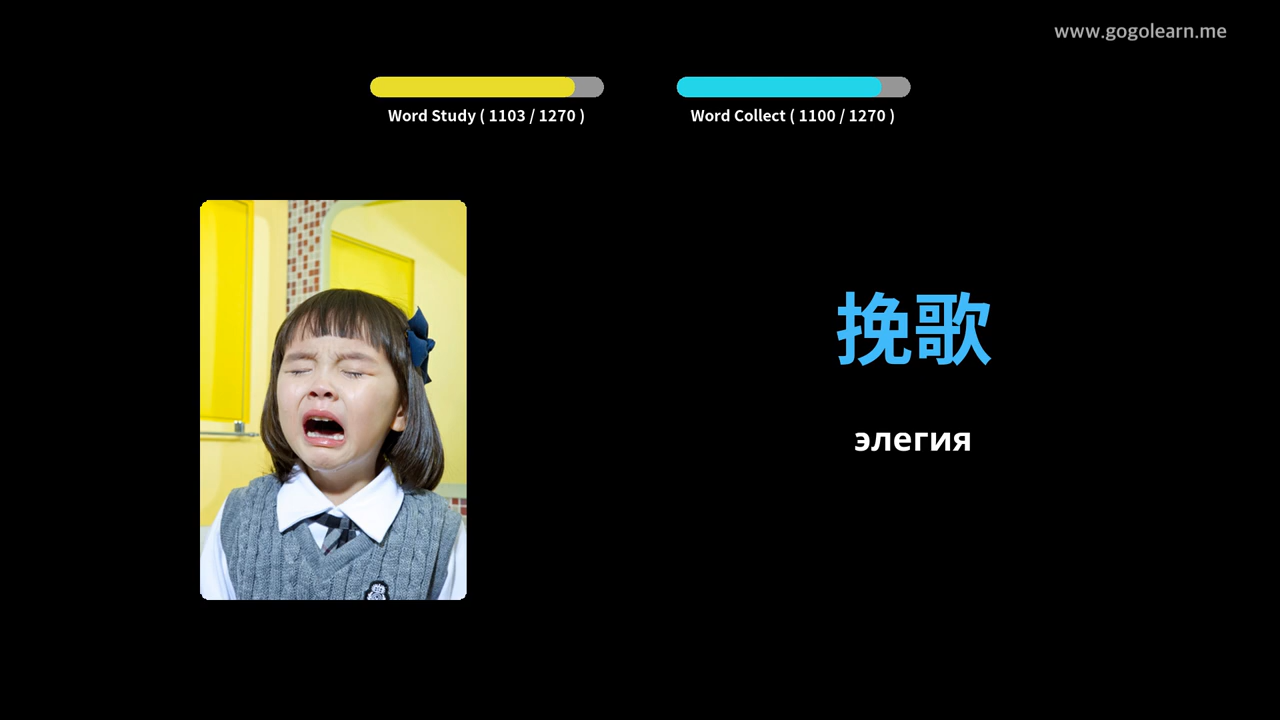 www.gogolearn.me
Word Study ( 1103 / 1270 )
Word Collect ( 1100 / 1270 )
挽歌
элегия